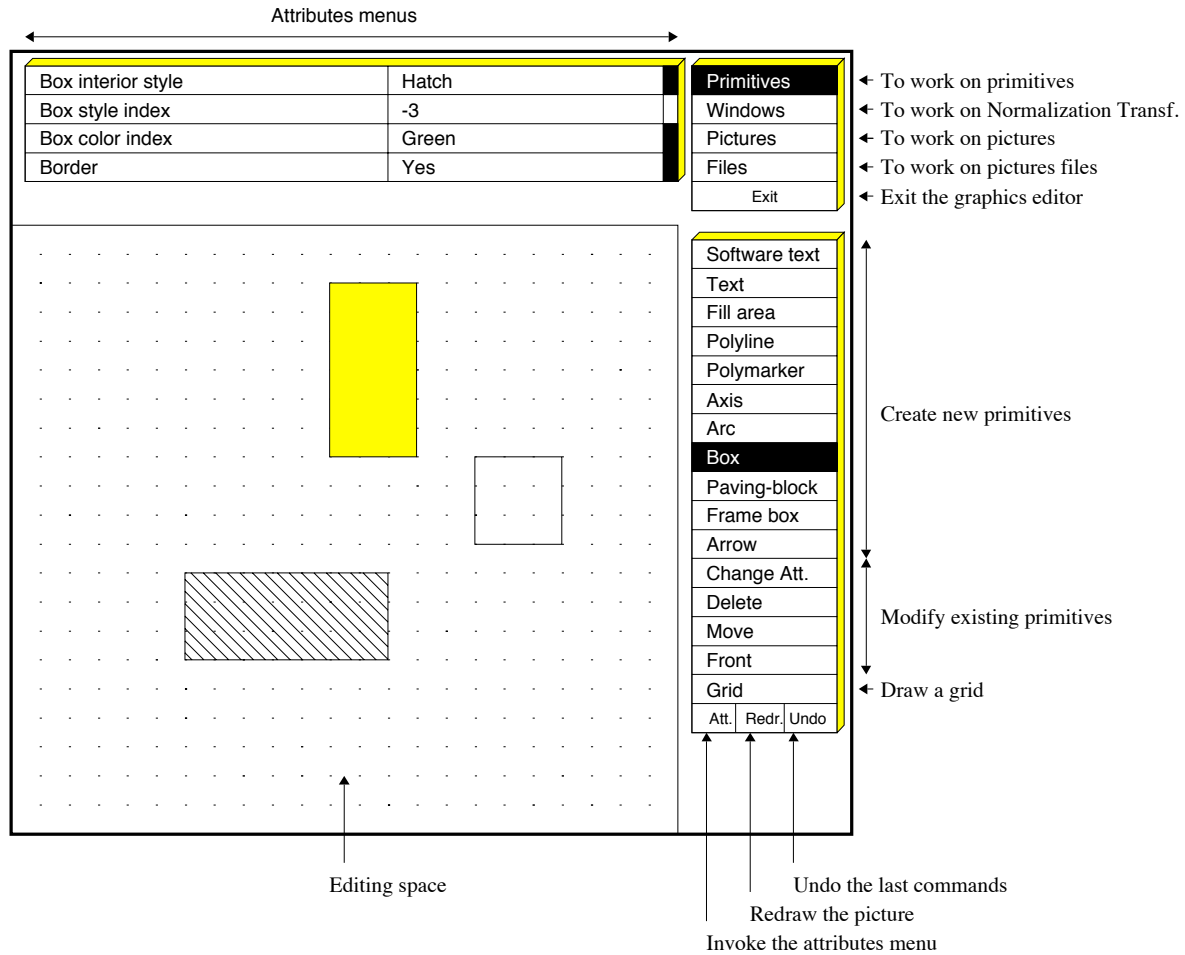 Attributes menus
Box interior style Hatch
Box style index -3
Box color index Green
Border Yes
Primitives
Windows
Pictures
Files
Exit
To work on primitives
To work on Normalization Transf.
To work on pictures
To work on pictures files
Exit the graphics editor
Software text
Text
Fill area
Polyline
Polymarker
Axis
Arc
Box
Paving-block
Frame box
Arrow
Change Att.
Delete
Move
Front
Grid
Att. Redr. Undo
Create new primitives
Modify existing primitives
Draw a grid
Editing space
Undo the last commands
Redraw the picture
Invoke the attributes menu